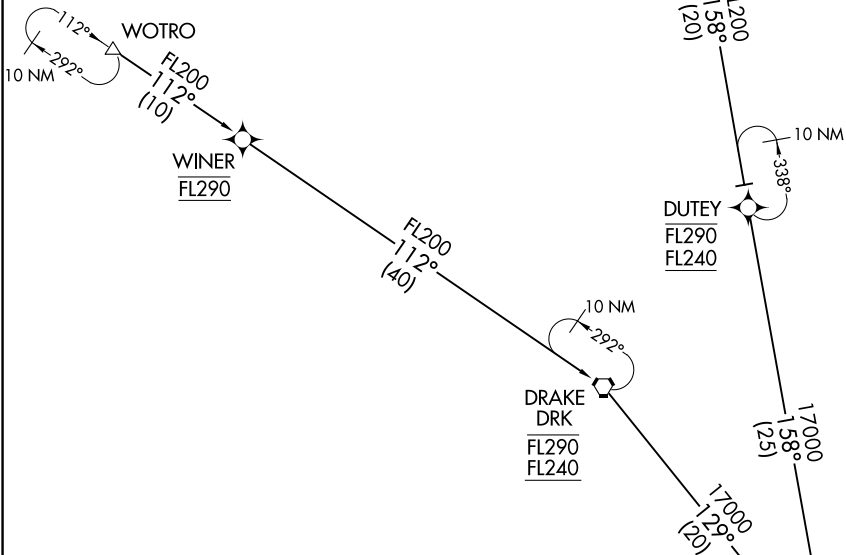 112°
WOTRO
292°
10 NM
FL200
112°
(10)
WINER
FL290
FL200
112°
(40)
10 NM
292°
DRAKE
DRK
FL290
FL240
17000
129°
(20)
FL200
158°
(20)
10 NM
338°
DUTEY
FL290
FL240
17000
158°
(25)